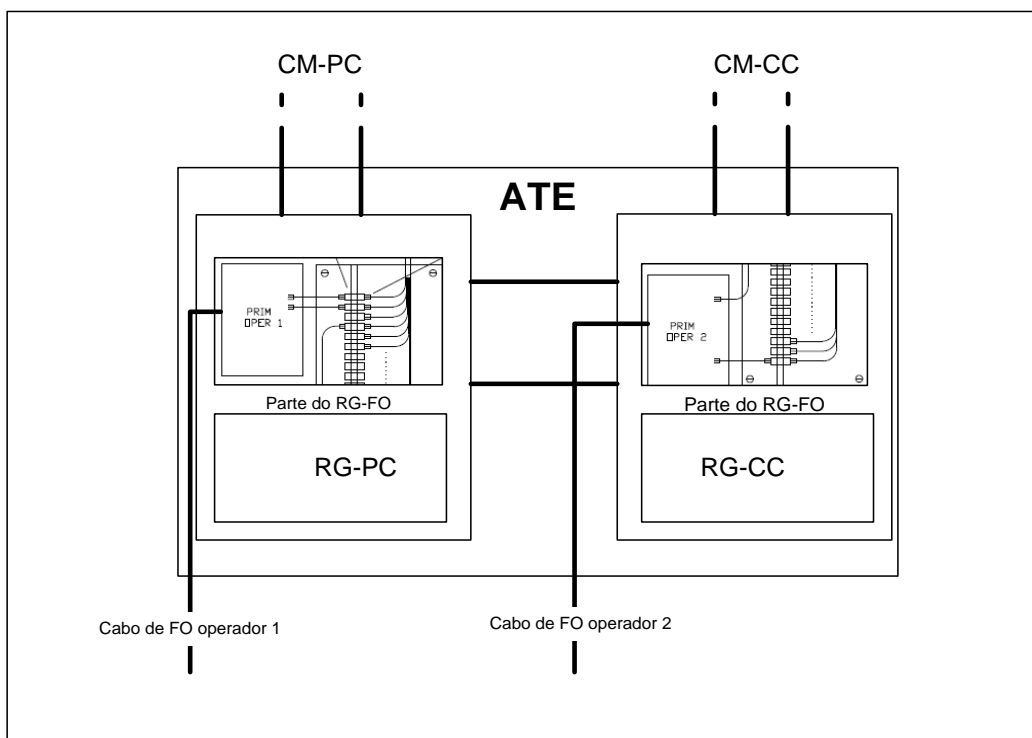 CM-PC
CM-CC
ATE
PRIM
OPER 1
PRIM
OPER 2
Parte do RG-FO
Parte do RG-FO
RG-PC
RG-CC
Cabo de FO operador 1
Cabo de FO operador 2